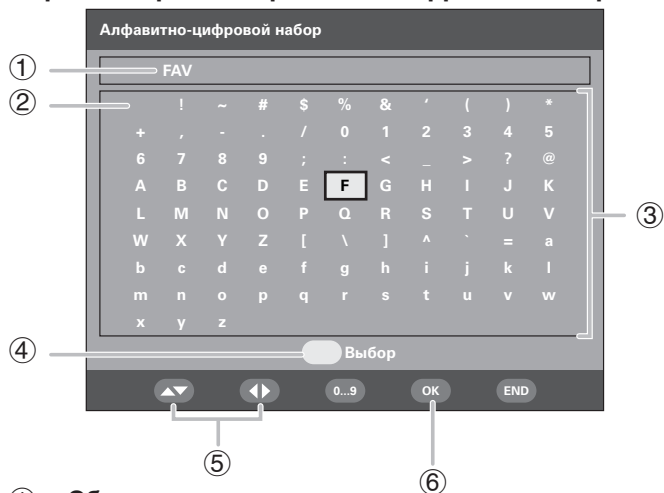 Алфавитно-цифровой набор
① FAV
② ! ~ # $ % & ′ ( ) *
+ , - . / 0 1 2 3 4 5
6 7 8 9 ; : < _ > ? @
A B C D E F G H I J K
L M N O P Q R S T U V
③
W X Y Z [ \ ] ^ ` = a
b c d e f g h i j k l
m n o p q r s t u v w
x y z
④ Выбор
0...9 OK END
⑤
⑥